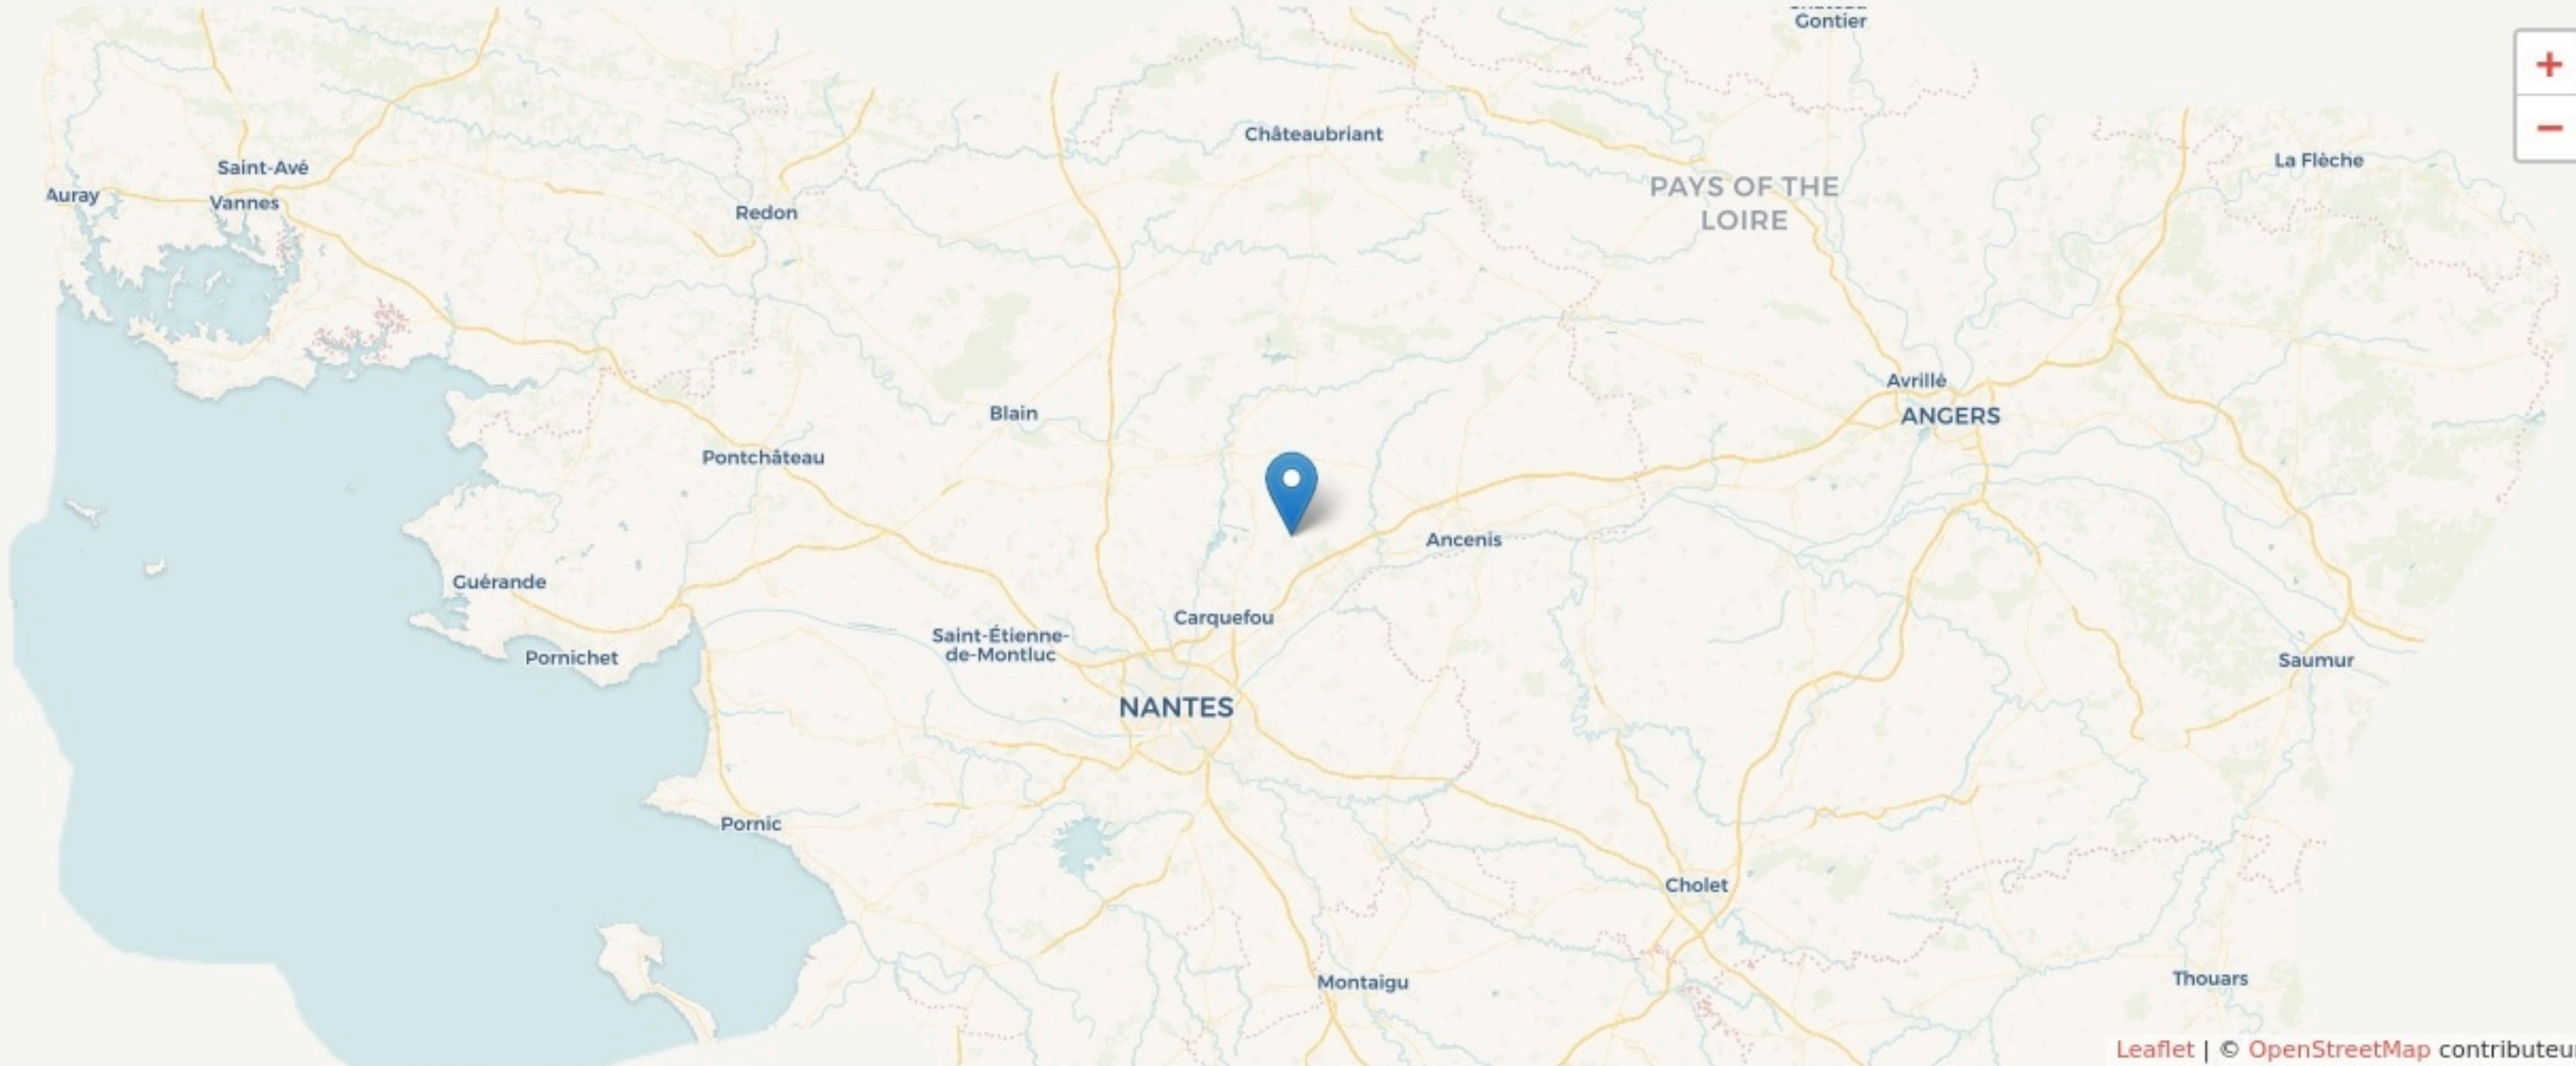 Gontier
+
Châteaubriant
−
La Flèche
Saint-Avé
PAYS OF THE
LOIRE
Auray
Vannes
Redon
Avrillé
Blain
ANGERS
Pontchâteau
Ancenis
Guérande
Carquefou
Saint-Étienne-
de-Montluc
Pornichet
Saumur
NANTES
Pornic
Cholet
Montaigu
Thouars
Leaflet | © OpenStreetMap contributeu